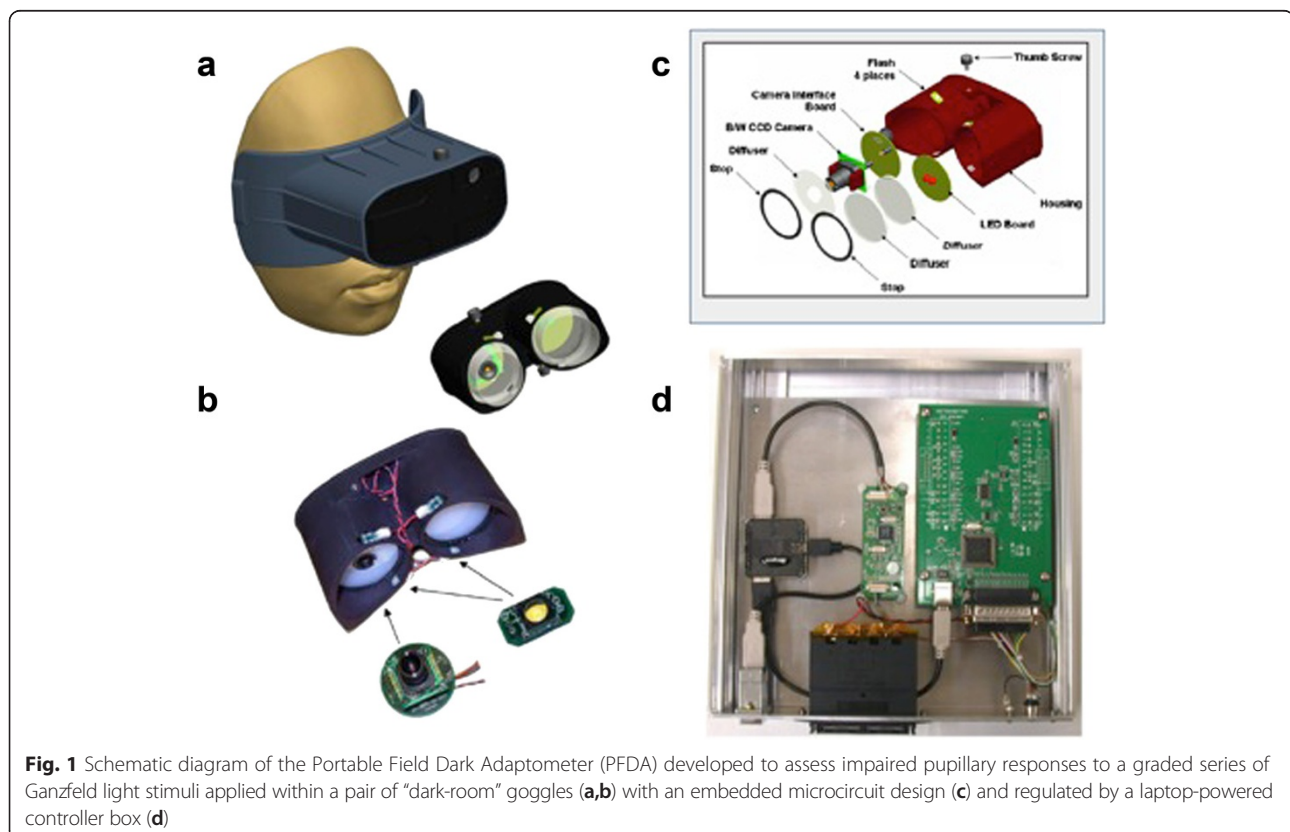 a
c
Thumb Screw
Flash
4 places
Camera Interface
Board
B/W CCD Camera
Diffuser
Stop
Housing
LED Board
Diffuser
Diffuser
Stop
b
d
Fig. 1 Schematic diagram of the Portable Field Dark Adaptometer (PFDA) developed to assess impaired pupillary responses to a graded series of
Ganzfeld light stimuli applied within a pair of “dark-room” goggles (a,b) with an embedded microcircuit design (c) and regulated by a laptop-powered
controller box (d)